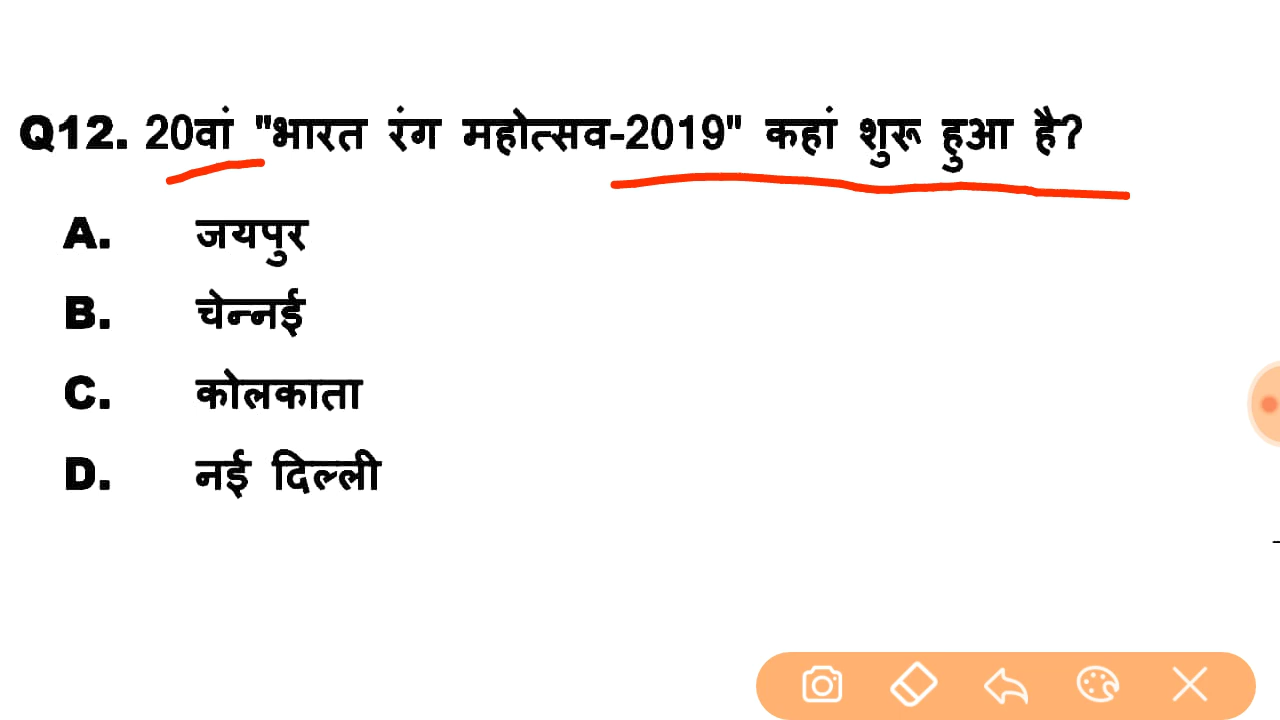 Q12. 20वां "भारत रंग महोत्सव-2019" कहां शुरू हुआ है?
A. जयपुर
B. चेन्नई
C. कोलकाता
D. नई दिल्ली